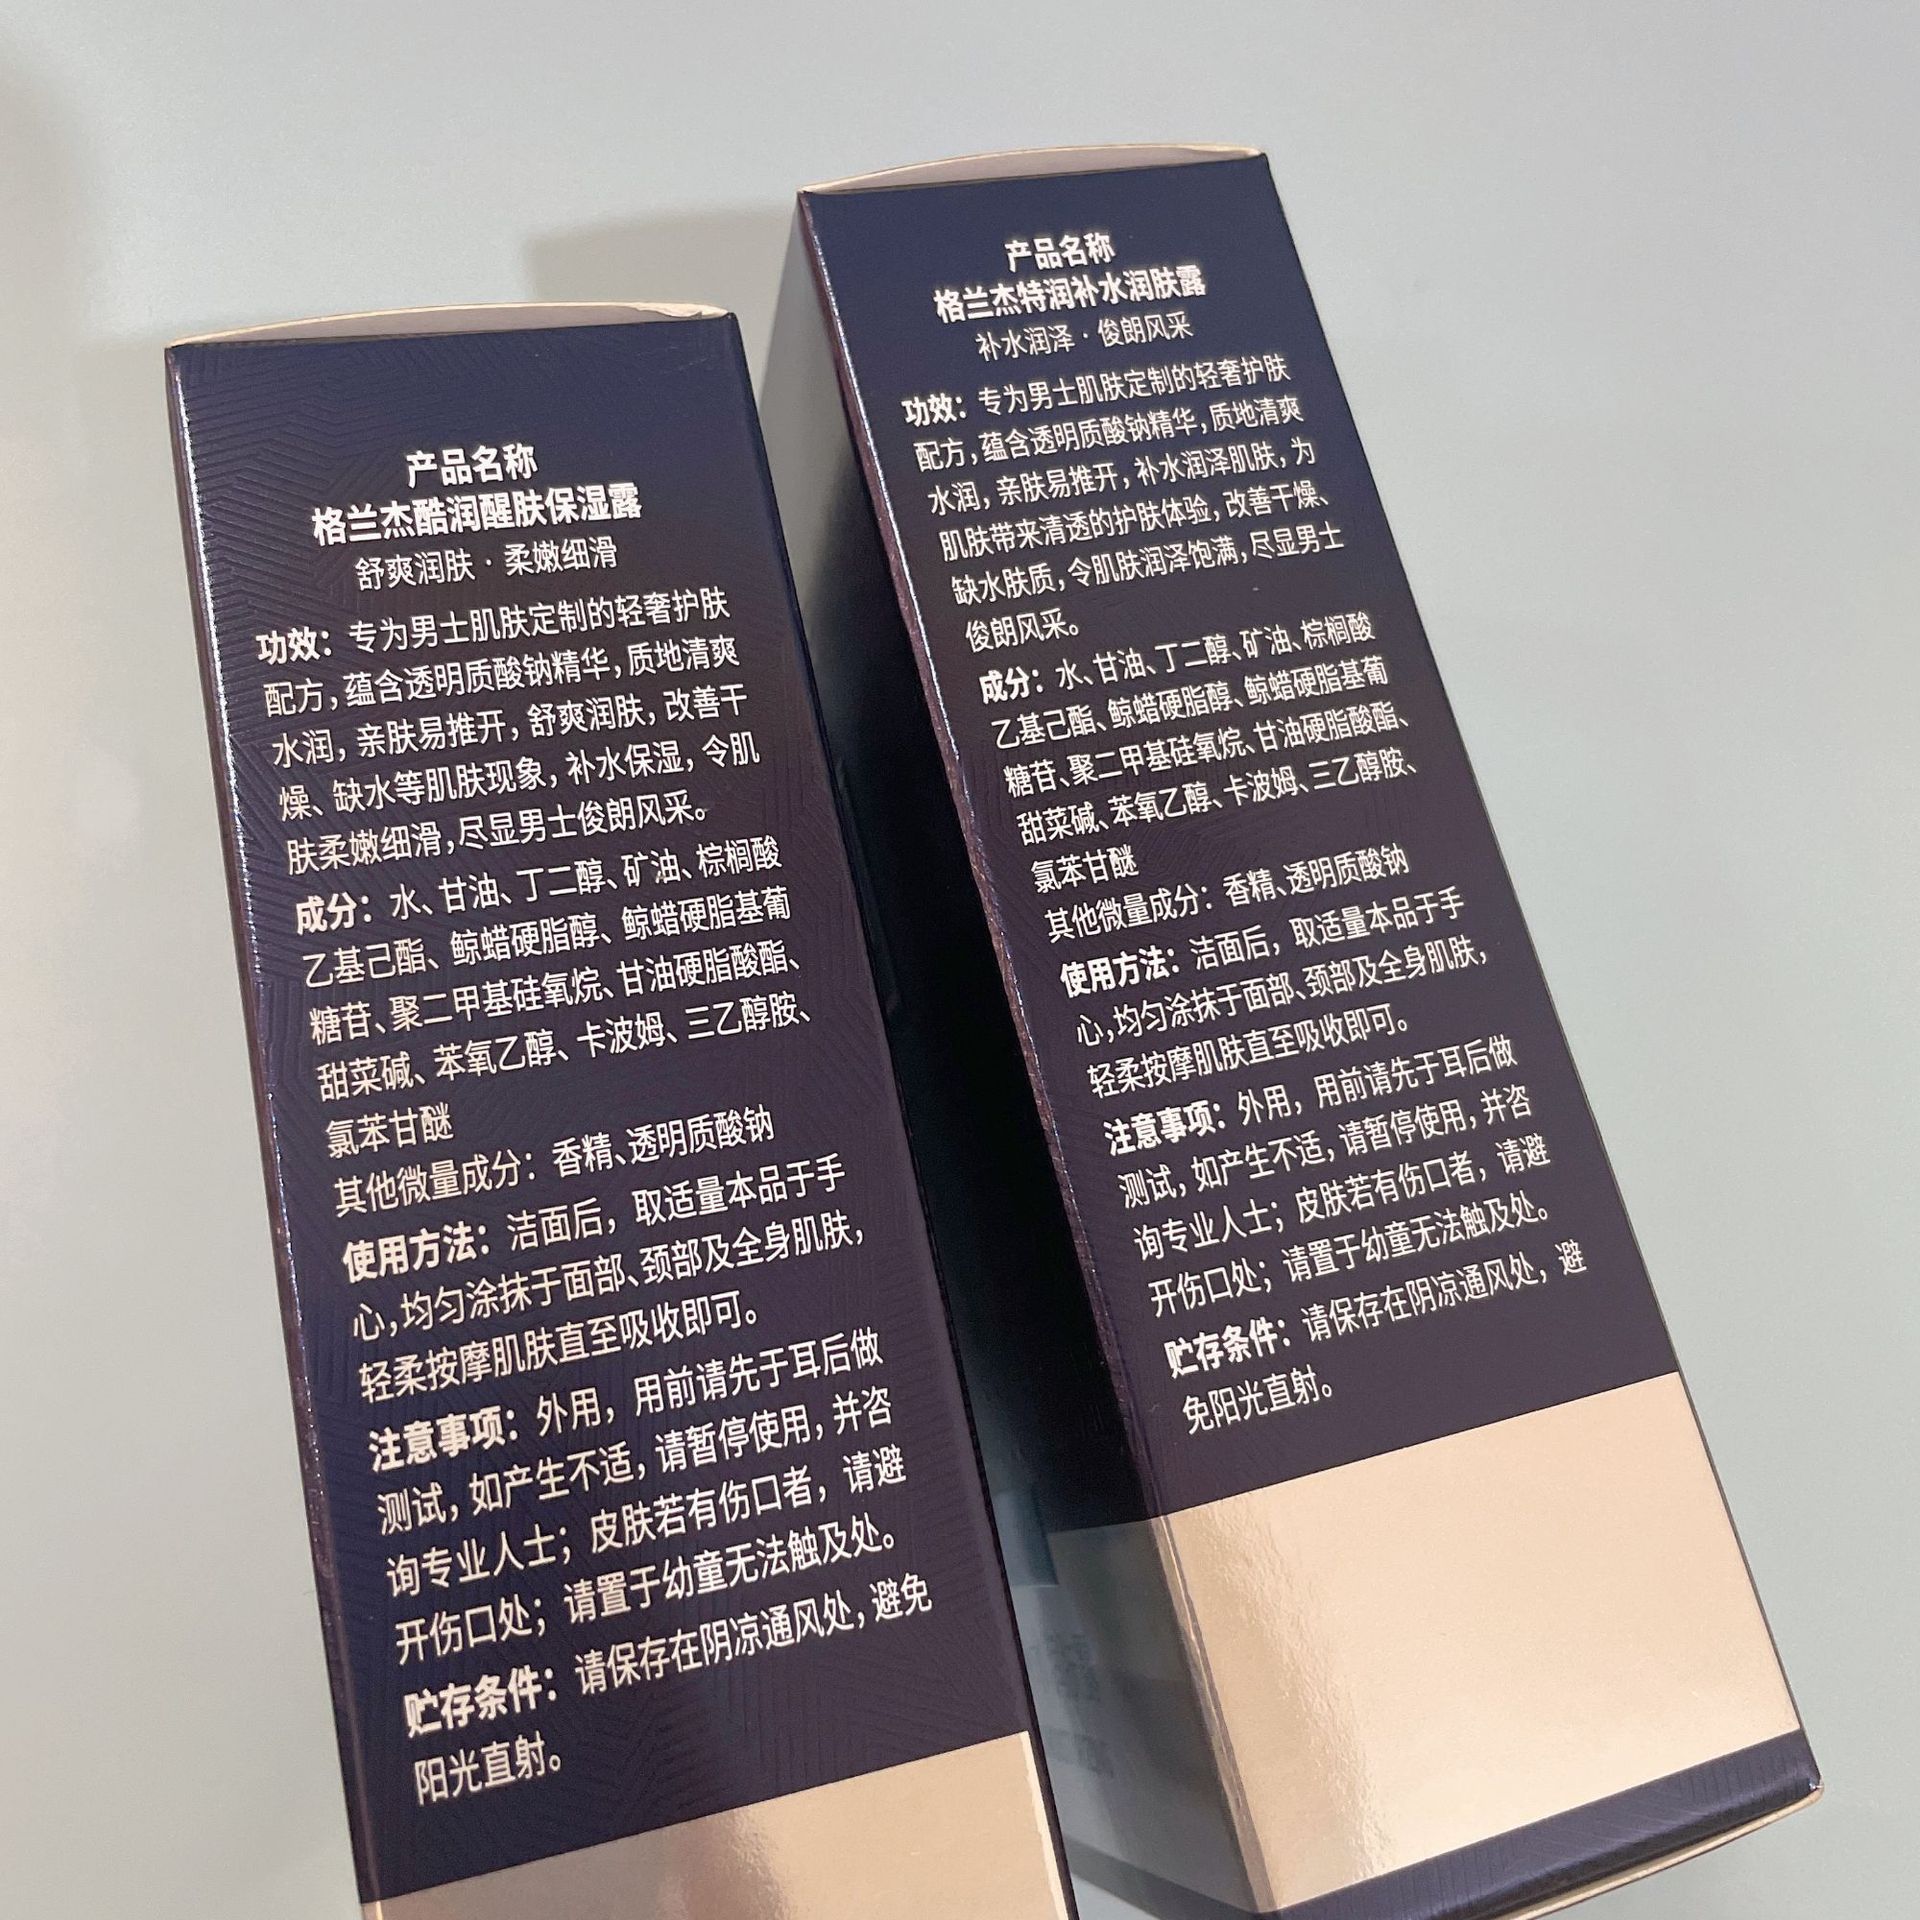 产品名称
格兰杰酷润醒肤保湿露
舒爽润肤·柔嫩细滑
功效：专为男士肌肤定制的轻奢护肤
配方，蕴含透明质酸钠精华，质地清爽
水润，亲肤易推开，舒爽润肤，改善干
燥、缺水等肌肤现象，补水保湿，令肌
肤柔嫩细滑，尽显男士俊朗风采。
成分：水、甘油、丁二醇、矿油、棕榈酸
乙基己酯、鲸蜡硬脂醇、鲸蜡硬脂基葡
糖苷、聚二甲基硅氧烷、甘油硬脂酸酯、
甜菜碱、苯氧乙醇、卡波姆、三乙醇胺、
氯苯甘醚
其他微量成分：香精、透明质酸钠
使用方法：洁面后，取适量本品于手
心，均匀涂抹于面部、颈部及全身肌肤，
轻柔按摩肌肤直至吸收即可。
注意事项：外用，用前请先于耳后做
测试，如产生不适，请暂停使用，并咨
询专业人士；皮肤若有伤口者，请避
开伤口处；请置于幼童无法触及处。
贮存条件：请保存在阴凉通风处，避免
阳光直射。
产品名称
格兰杰特润补水润肤露
补水润泽·俊朗风采
功效：专为男士肌肤定制的轻奢护肤
配方，蕴含透明质酸钠精华，质地清爽
水润，亲肤易推开，补水润泽肌肤，为
肌肤带来清透的护肤体验，改善干燥、
缺水肤质，令肌肤润泽饱满，尽显男士
俊朗风采。
成分：水、甘油、丁二醇、矿油、棕榈酸
乙基己酯、鲸蜡硬脂醇、鲸蜡硬脂基葡
糖苷、聚二甲基硅氧烷、甘油硬脂酸酯、
甜菜碱、苯氧乙醇、卡波姆、三乙醇胺、
氯苯甘醚
其他微量成分：香精、透明质酸钠
使用方法：洁面后，取适量本品于手
心，均匀涂抹于面部、颈部及全身肌肤，
轻柔按摩肌肤直至吸收即可。
注意事项：外用，用前请先于耳后做
测试，如产生不适，请暂停使用，并咨
询专业人士；皮肤若有伤口者，请避
开伤口处；请置于幼童无法触及处。
贮存条件：请保存在阴凉通风处，避
免阳光直射。